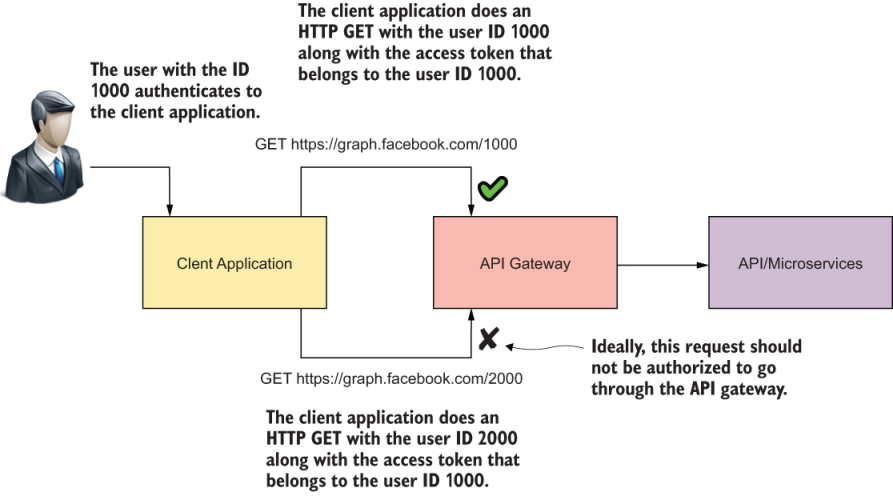 The client application does an
HTTP GET with the user ID 1000
along with the access token that
belongs to the user ID 1000.
The user with the ID
1000 authenticates to
the client application.
GET https://graph.facebook.com/1000
Clent Application
API Gateway
API/Microservices
Ideally, this request should
not be authorized to go
through the API gateway.
GET https://graph.facebook.com/2000
The client application does an
HTTP GET with the user ID 2000
along with the access token that
belongs to the user ID 1000.